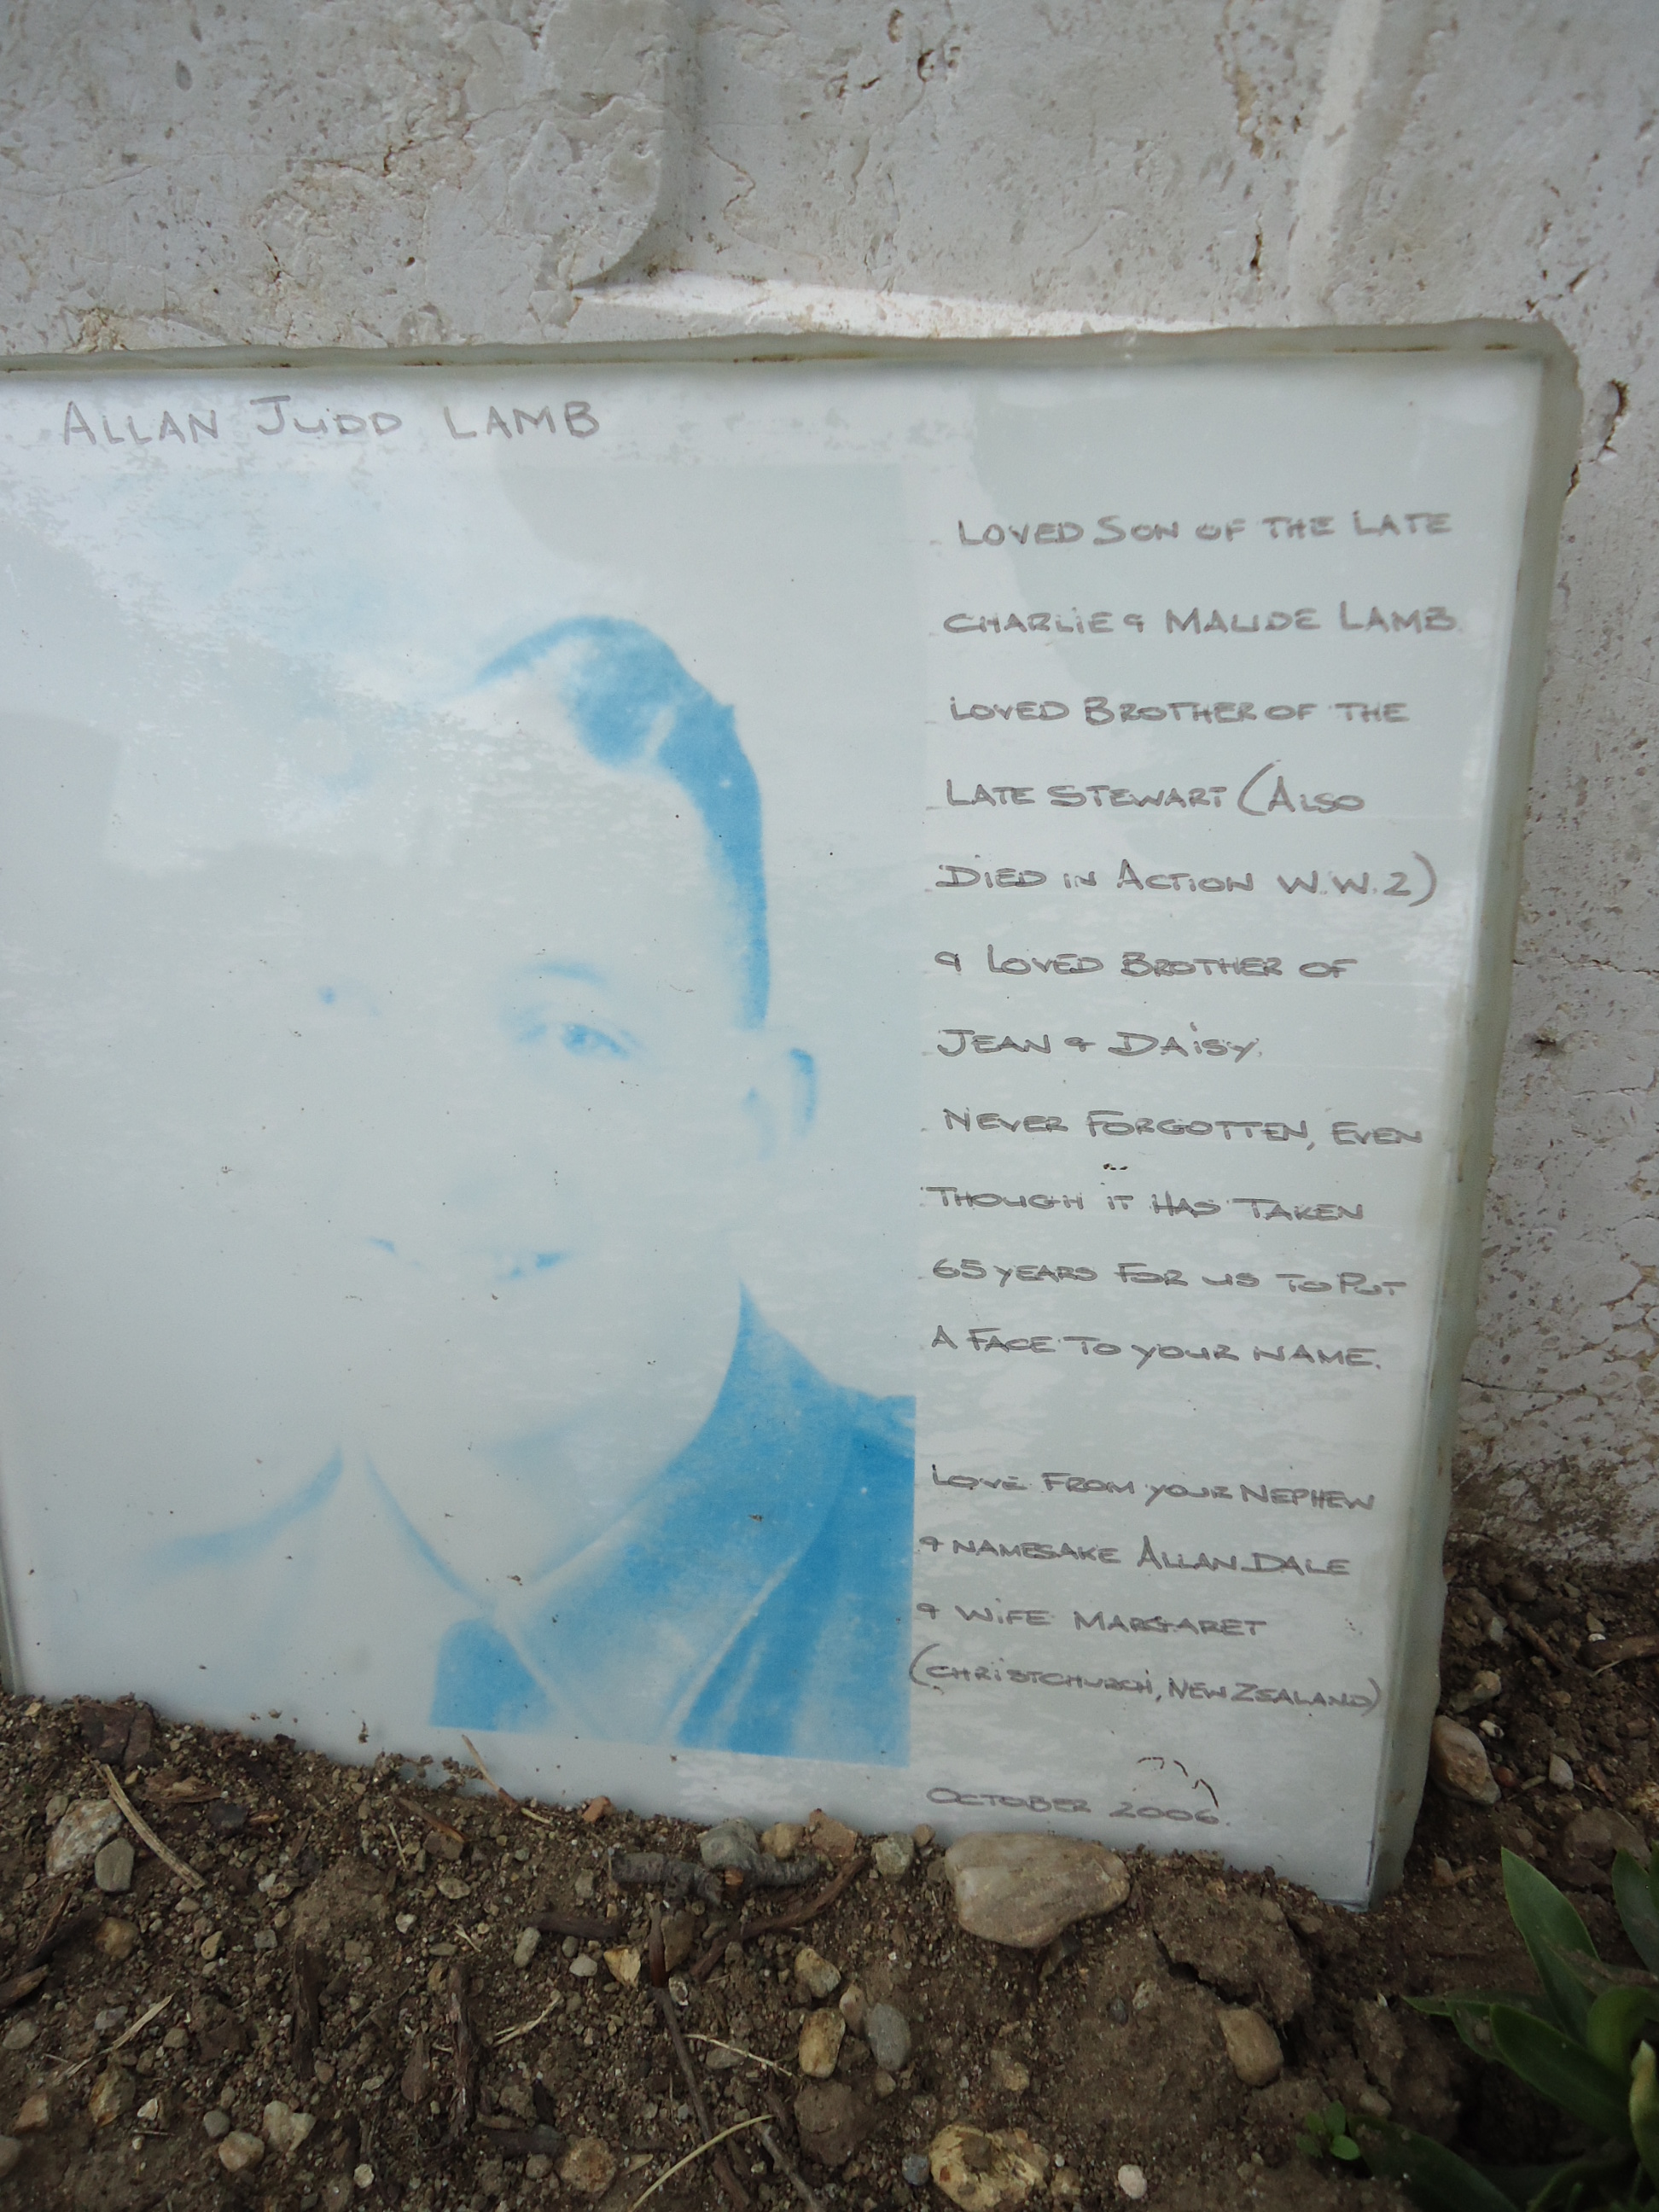 ALLAN JUDD LAMB
LOVED SON OF THE LATE
CHARLIE & MAUDE LAMB.
LOVED BROTHER OF THE
LATE STEWART (ALSO
DIED IN ACTION W.W.2)
& LOVED BROTHER OF
JEAN & DAISY.
NEVER FORGOTTEN, EVEN
THOUGH IT HAS TAKEN
65 YEARS FOR US TO PUT
A FACE TO YOUR NAME.
LOVE FROM YOUR NEPHEW
& NAMESAKE ALLAN DALE
& WIFE MARGARET
(CHRISTCHURCH, NEW ZEALAND)
OCTOBER 2006.